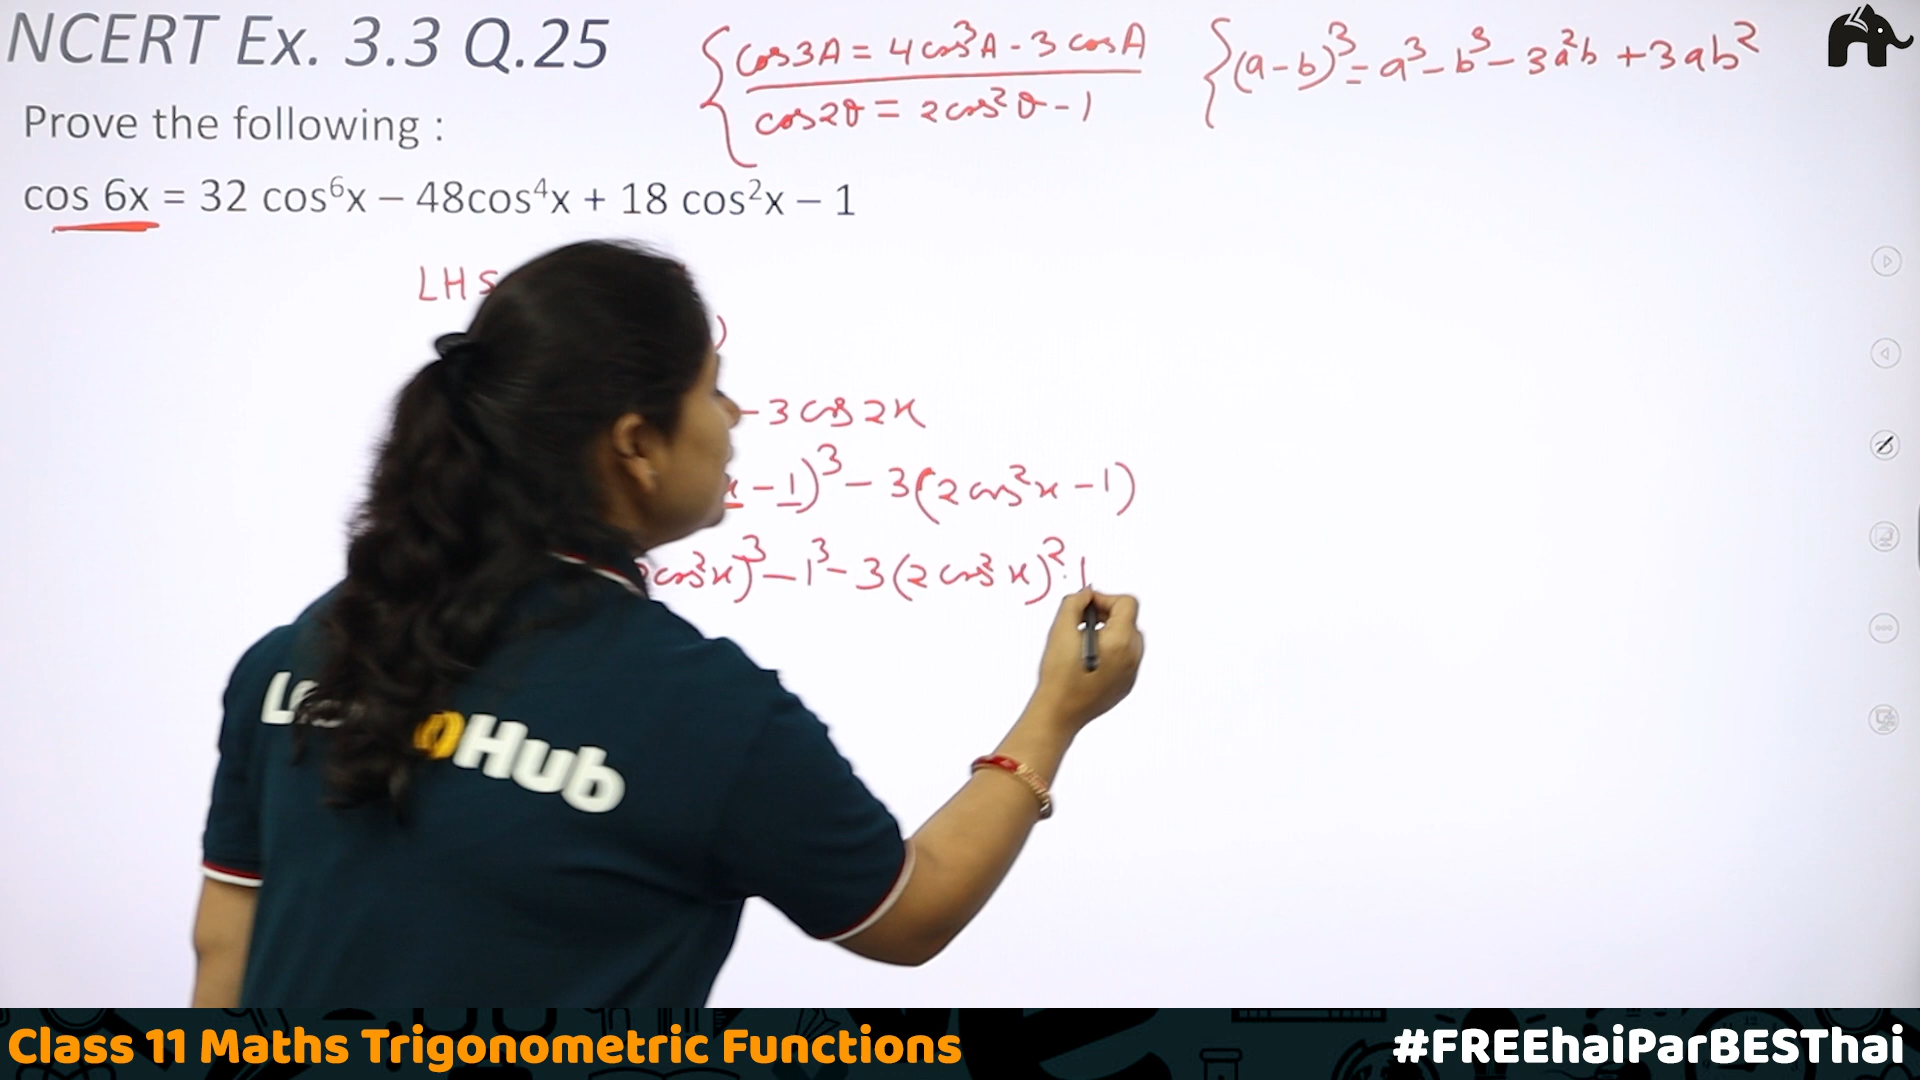 NCERT Ex. 3.3 Q.25
cos3A = 4cos³A - 3cosA
cos2θ = 2cos²θ - 1
(a-b)³ = a³ - b³ - 3a²b + 3ab²
Prove the following :
cos 6x = 32 cos⁶x – 48cos⁴x + 18 cos²x – 1
LHS
)
- 3cos2x
x - 1)³ - 3(2cos²x - 1)
cos²x)³ - 1³ - 3(2cos²x)².1
Hub
Class 11 Maths Trigonometric Functions
#FREEhaiParBESThai